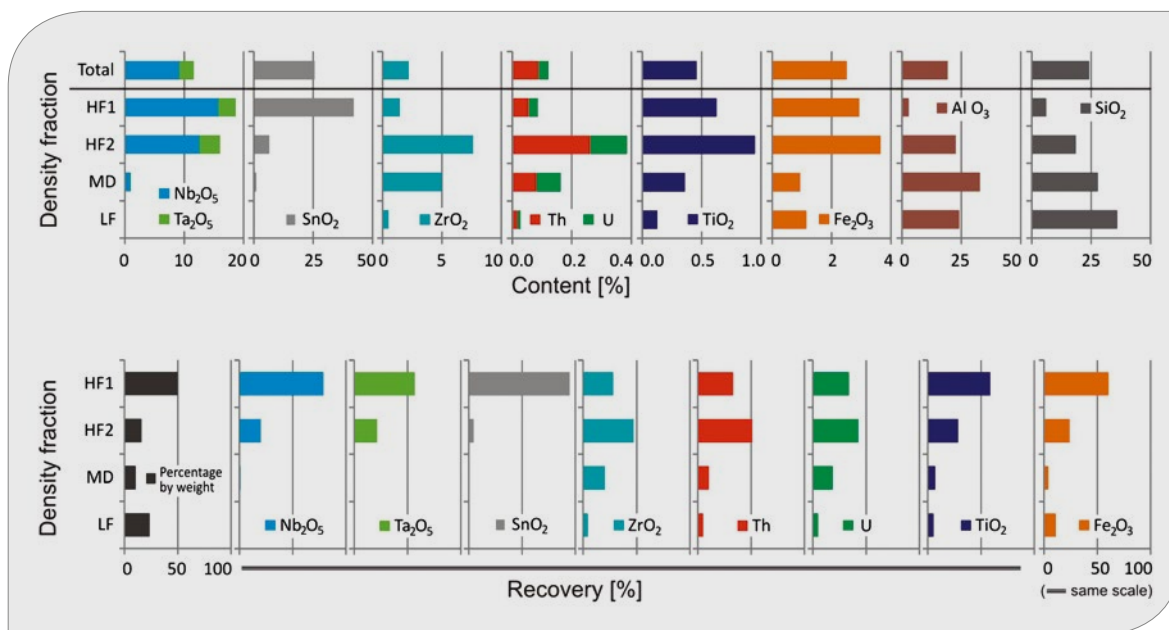 Density fraction
Total
HF1
HF2
MD
LF
Nb₂O₅
Ta₂O₅
SnO₂
ZrO₂
Th
U
TiO₂
Fe₂O₃
Al O₃
SiO₂
0 10 20
0 25 50
0 5 10
0 0.2 0.4
0.0 0.5 1.0
0 2 4
0 25
0 25 50
Content [%]
Density fraction
HF1
HF2
MD
LF
Percentage
by weight
Nb₂O₅
Ta₂O₅
SnO₂
ZrO₂
Th
U
TiO₂
Fe₂O₃
0 50 100
0 50 100
Recovery [%]
(— same scale)